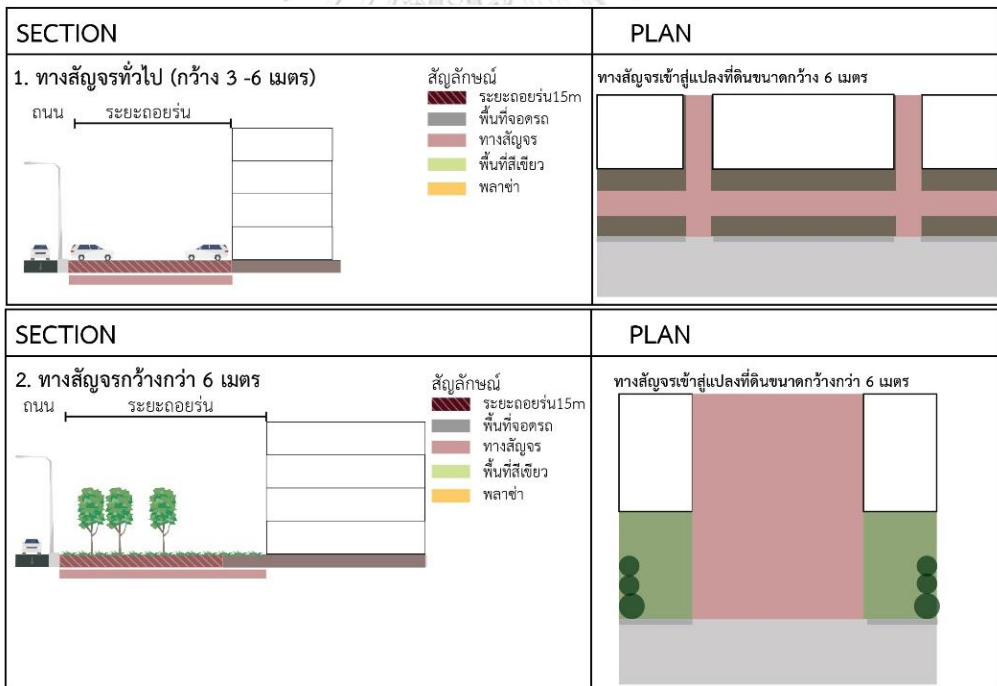 SECTION
PLAN
1. ทางสัญจรทั่วไป (กว้าง 3 -6 เมตร)
ถนน
ระยะถอยร่น
สัญลักษณ์
ระยะถอยร่น15m
พื้นที่จอดรถ
ทางสัญจร
พื้นที่สีเขียว
พลาซ่า
ทางสัญจรเข้าสู่แปลงที่ดินขนาดกว้าง 6 เมตร
SECTION
PLAN
2. ทางสัญจรกว้างกว่า 6 เมตร
ถนน
ระยะถอยร่น
สัญลักษณ์
ระยะถอยร่น15m
พื้นที่จอดรถ
ทางสัญจร
พื้นที่สีเขียว
พลาซ่า
ทางสัญจรเข้าสู่แปลงที่ดินขนาดกว้างกว่า 6 เมตร